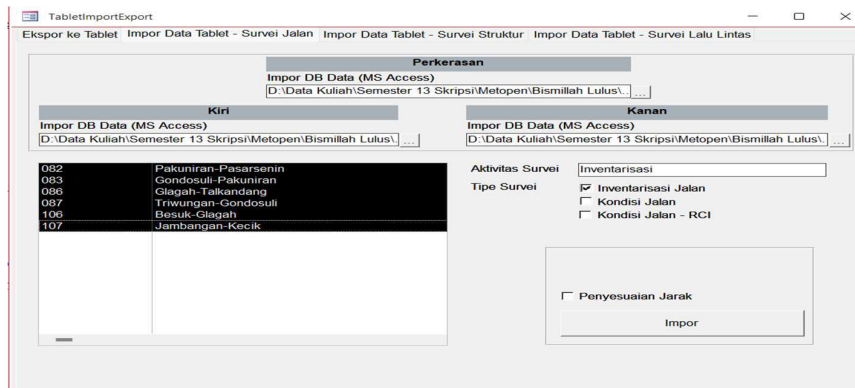 TabletImportExport
Ekspor ke Tablet Impor Data Tablet - Survei Jalan Impor Data Tablet - Survei Struktur Impor Data Tablet - Survei Lalu Lintas
Perkerasan
Impor DB Data (MS Access)
D:\Data Kuliah\Semester 13 Skripsi\Metopen\Bismillah Lulus\.. ...
Kiri Kanan
Impor DB Data (MS Access) Impor DB Data (MS Access)
D:\Data Kuliah\Semester 13 Skripsi\Metopen\Bismillah Lulus\. ... D:\Data Kuliah\Semester 13 Skripsi\Metopen\Bismillah Lulus\. ...
082 Pakuniran-Pasarsenin
083 Gondosuli-Pakuniran
086 Glagah-Talkandang
087 Triwungan-Gondosuli
106 Besuk-Glagah
107 Jambangan-Kecik
Aktivitas Survei Inventarisasi
Tipe Survei Inventarisasi Jalan
Kondisi Jalan
Kondisi Jalan - RCI
Penyesuaian Jarak
Impor